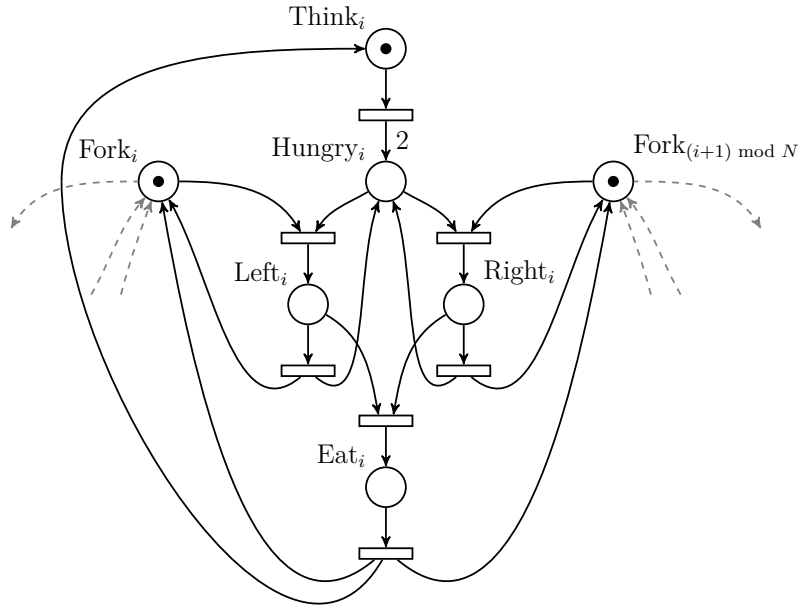 Think_i
2
Hungry_i
Fork_i
Fork_(i+1) mod N
Left_i
Right_i
Eat_i